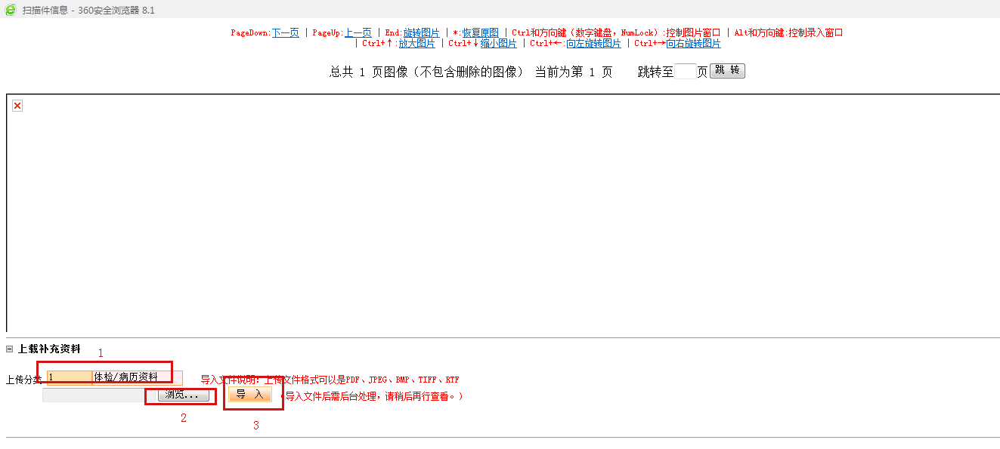 扫描件信息 - 360安全浏览器 8.1
PageDown:下一页 | PageUp:上一页 | End:旋转图片 | *:恢复原图 | Ctrl和方向键（数字键盘，NumLock）:控制图片窗口 | Alt和方向键:控制录入窗口
| Ctrl+↑:放大图片 | Ctrl+↓缩小图片 | Ctrl+←:向左旋转图片 | Ctrl+→向右旋转图片
总共 1 页图像（不包含删除的图像） 当前为第 1 页 跳转至 页 跳 转
上载补充资料
1
上传分类 1 体检/病历资料 导入文件说明：上传文件格式可以是PDF、JPEG、BMP、TIFF、RTF
浏览... 导 入 （导入文件后需后台处理，请稍后再行查看。）
2
3